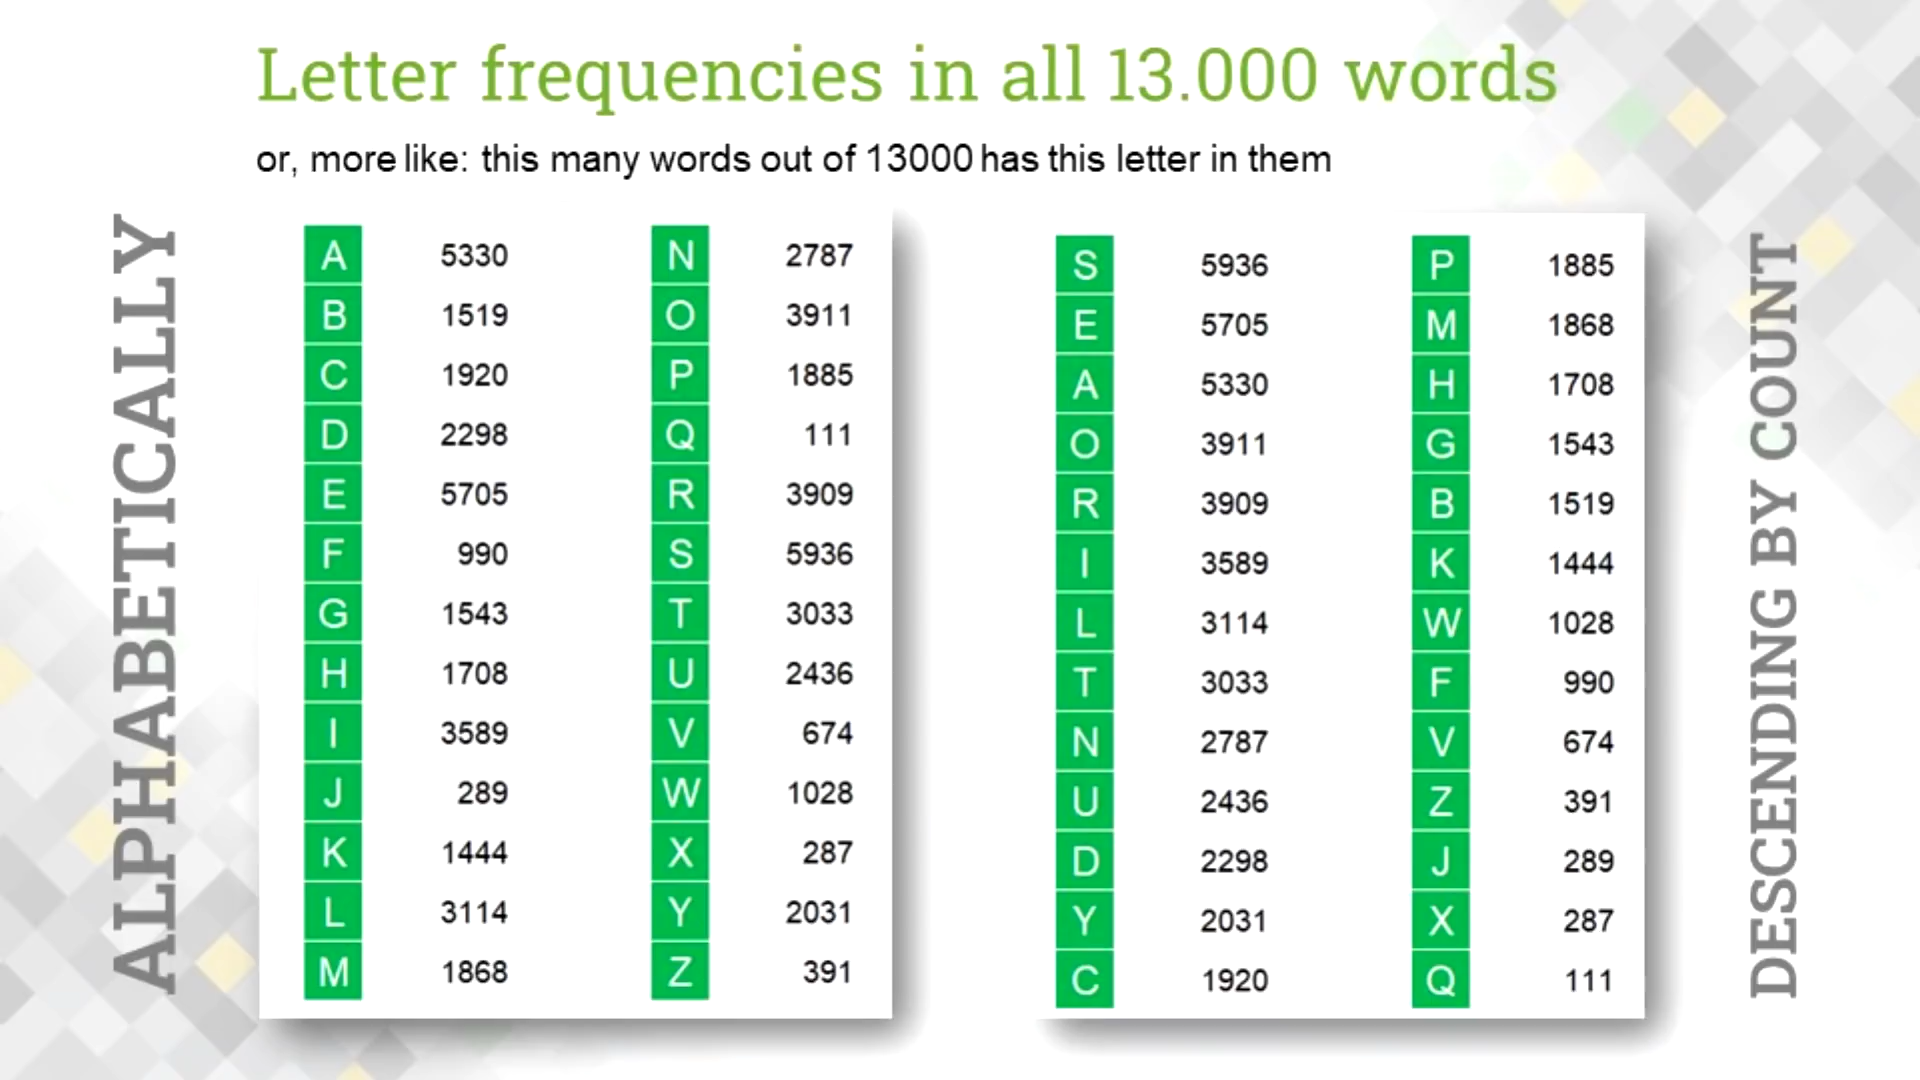 Letter frequencies in all 13.000 words
or, more like: this many words out of 13000 has this letter in them
ALPHABETICALLY
A 5330 N 2787
B 1519 O 3911
C 1920 P 1885
D 2298 Q 111
E 5705 R 3909
F 990 S 5936
G 1543 T 3033
H 1708 U 2436
I 3589 V 674
J 289 W 1028
K 1444 X 287
L 3114 Y 2031
M 1868 Z 391
S 5936 P 1885
E 5705 M 1868
A 5330 H 1708
O 3911 G 1543
R 3909 B 1519
I 3589 K 1444
L 3114 W 1028
T 3033 F 990
N 2787 V 674
U 2436 Z 391
D 2298 J 289
Y 2031 X 287
C 1920 Q 111
DESCENDING BY COUNT